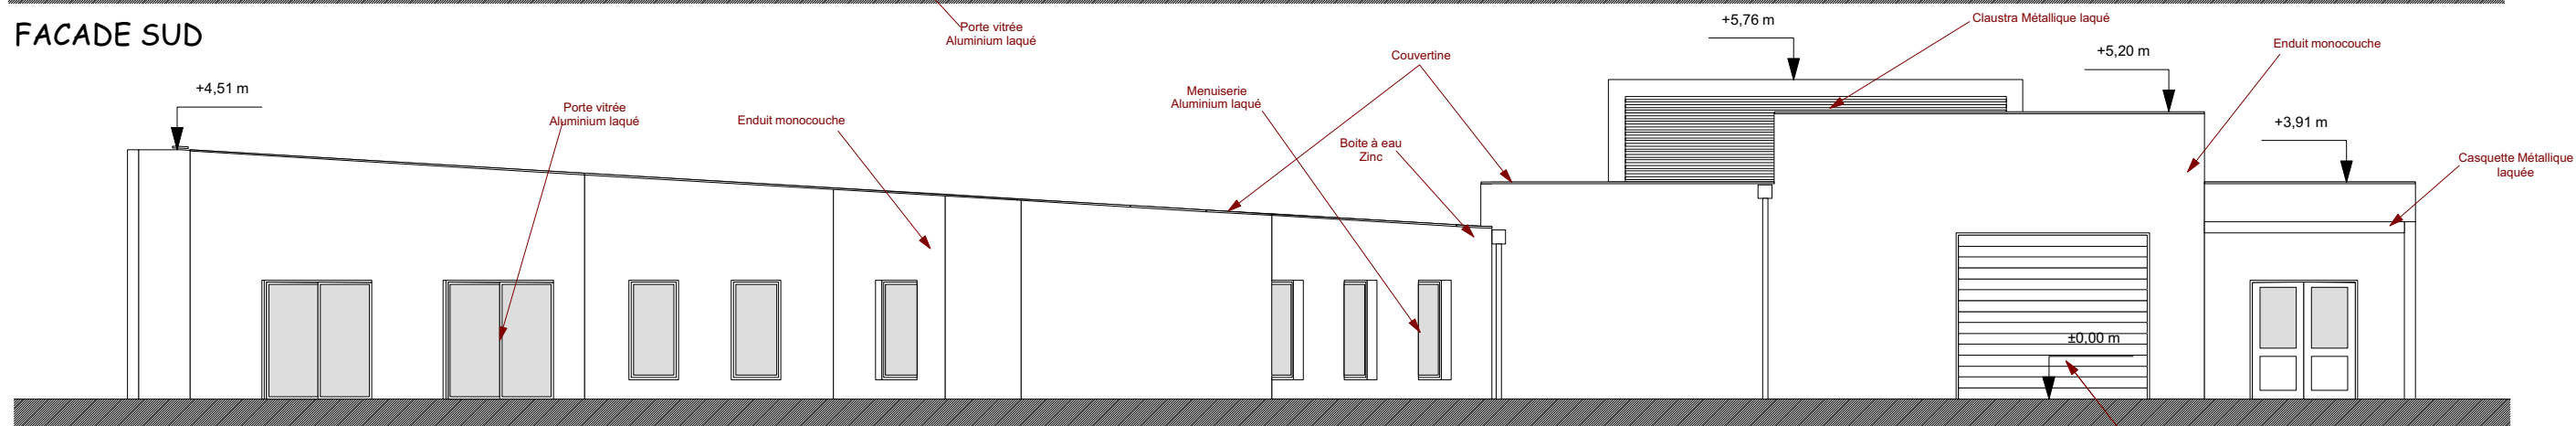 FACADE SUD
Porte vitrée
Aluminium laqué
+5,76 m
Claustra Métallique laqué
+5,20 m
Enduit monocouche
Couvertine
+4,51 m
Porte vitrée
Aluminium laqué
Enduit monocouche
Menuiserie
Aluminium laqué
Boite à eau
Zinc
+3,91 m
Casquette Métallique
laquée
±0,00 m